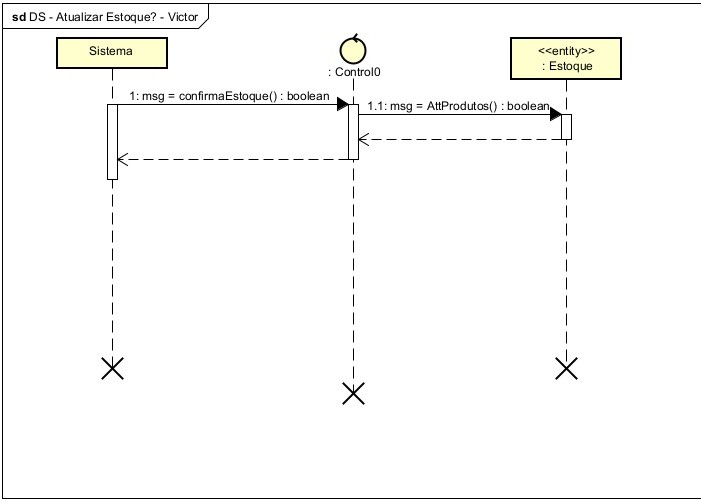 sd DS - Atualizar Estoque? - Victor
Sistema
: Control0
<<entity>>
: Estoque
1: msg = confirmaEstoque() : boolean
1.1: msg = AttProdutos() : boolean